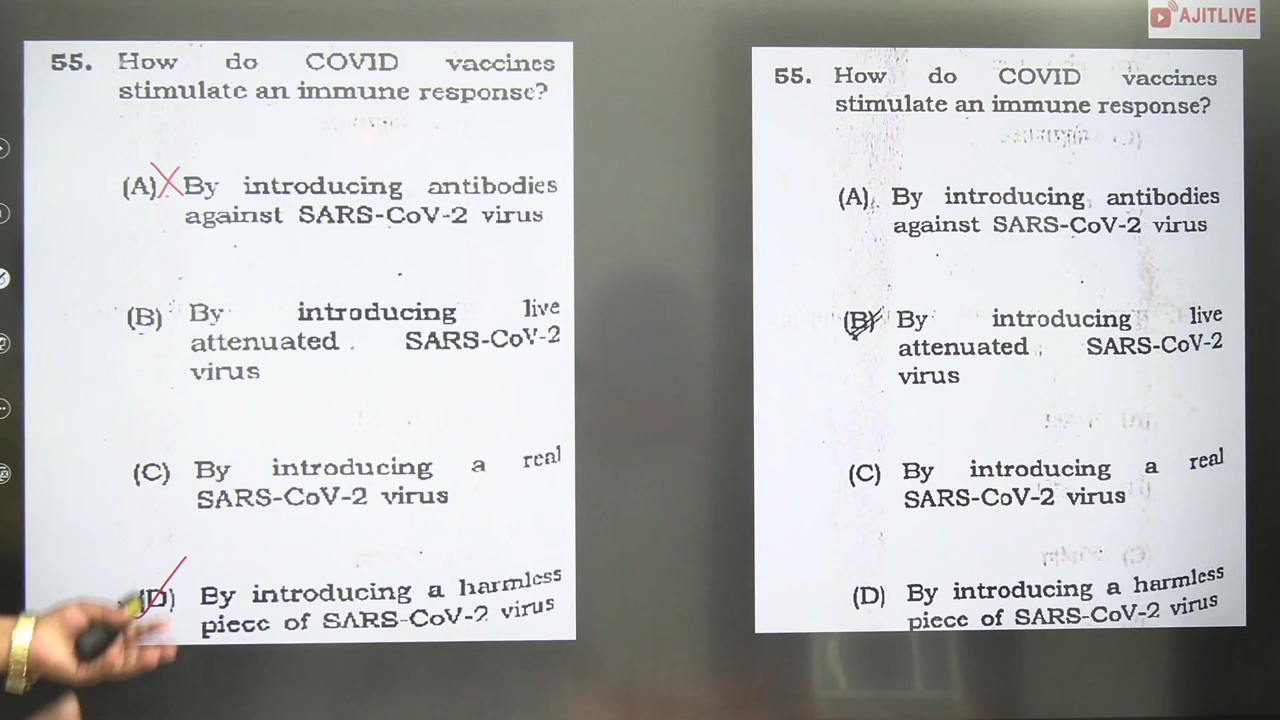 AJITLIVE
55. How do COVID vaccines
stimulate an immune response?
(A) By introducing antibodies
against SARS-CoV-2 virus
(B) By introducing live
attenuated SARS-CoV-2
virus
(C) By introducing a real
SARS-CoV-2 virus
(D) By introducing a harmless
piece of SARS-CoV-2 virus
55. How do COVID vaccines
stimulate an immune response?
(A) By introducing antibodies
against SARS-CoV-2 virus
(B) By introducing live
attenuated SARS-CoV-2
virus
(C) By introducing a real
SARS-CoV-2 virus
(D) By introducing a harmless
piece of SARS-CoV-2 virus